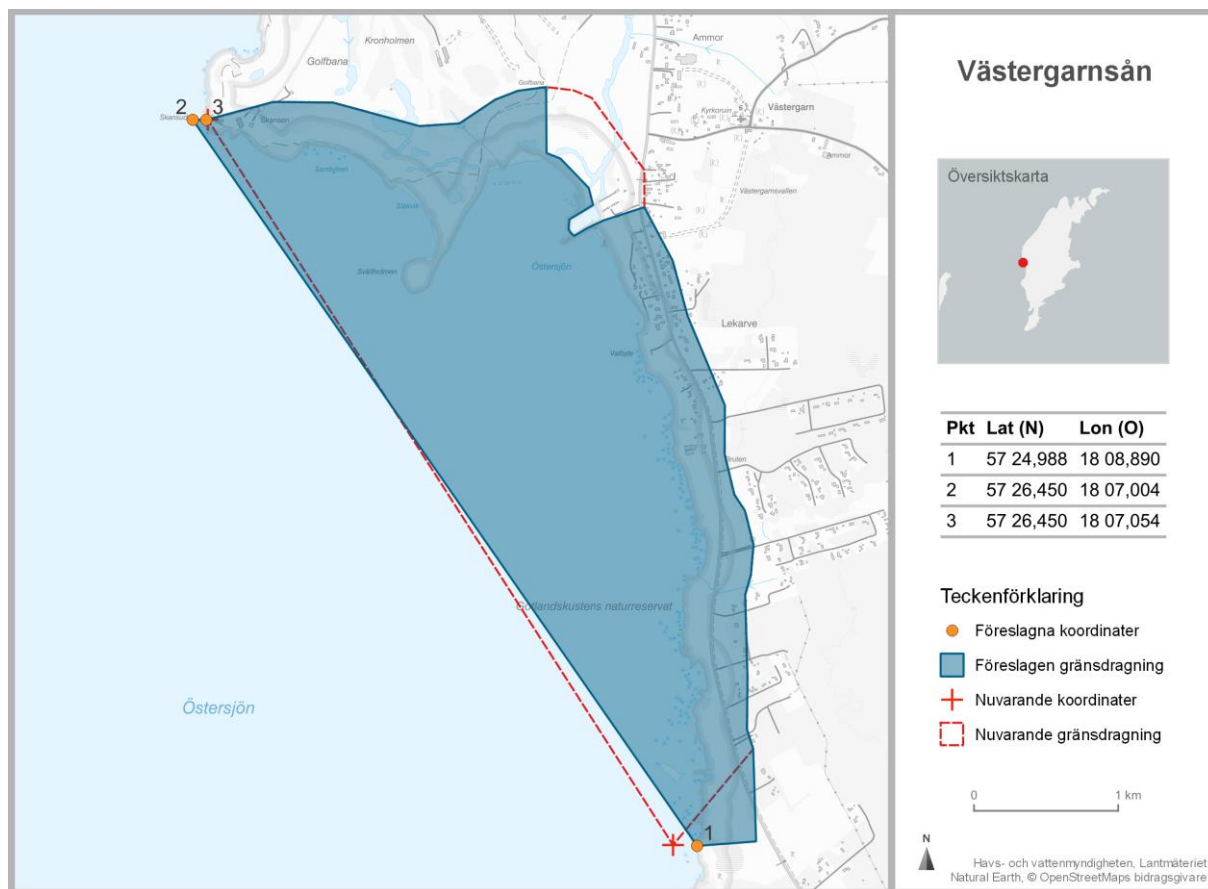 Västergarnsån
Översiktskarta
Pkt Lat (N) Lon (O)
1 57 24,988 18 08,890
2 57 26,450 18 07,004
3 57 26,450 18 07,054
Teckenförklaring
Föreslagna koordinater
Föreslagen gränsdragning
Nuvarande koordinater
Nuvarande gränsdragning
0 1 km
N
Havs- och vattenmyndigheten, Lantmäteriet
Natural Earth, © OpenStreetMaps bidragsgivare
Kronholmen
Golfbana
Golfbana
Ammor
Kyrkoruin
Västergarn
Ammor
Västergarnsvallen
2 3
Skansen
Svältholmen
Östersjön
Lekarve
Valbyte
Gotlandskustens naturreservat
Östersjön
1